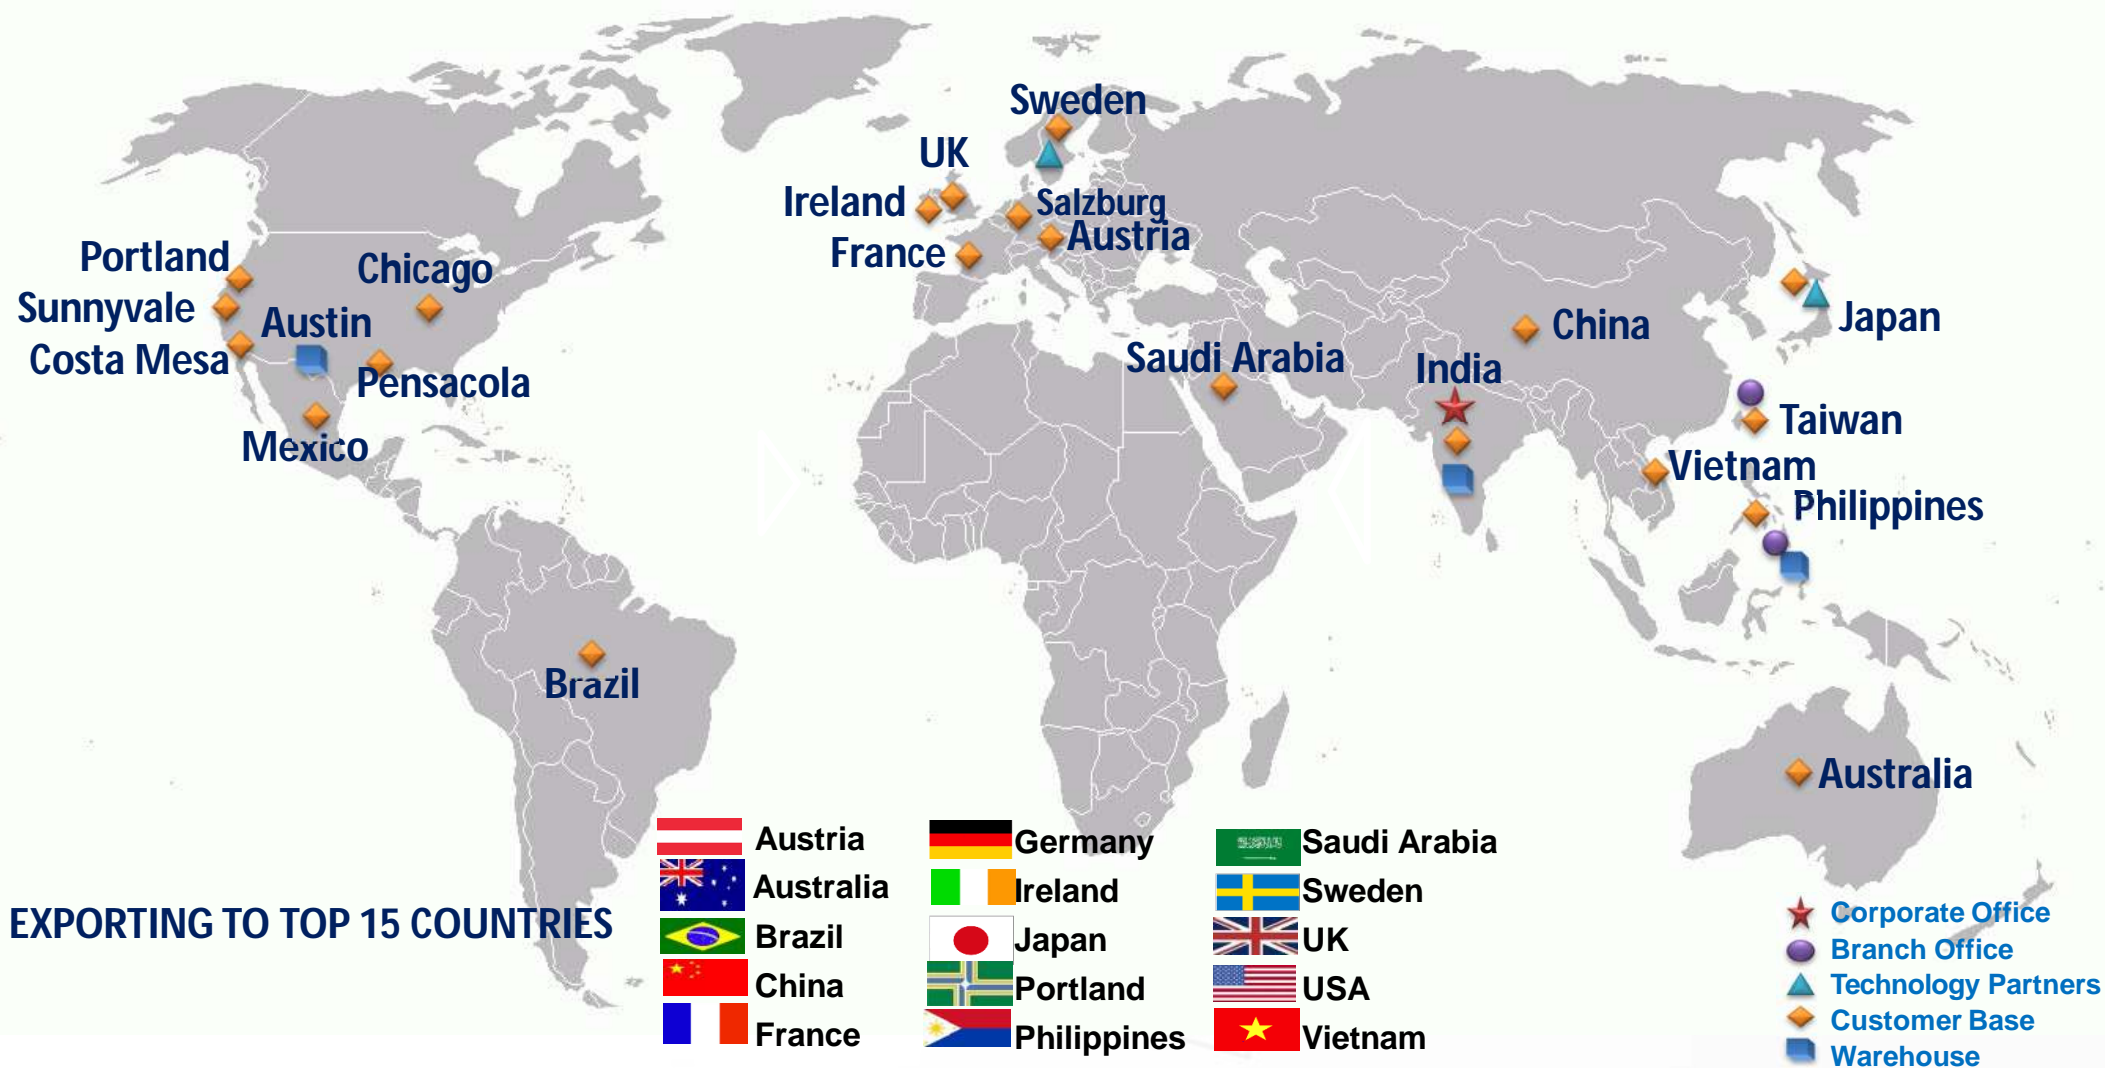 Sweden
UK
Ireland
Salzburg
Austria
France
Portland
Chicago
Sunnyvale
Austin
Costa Mesa
Pensacola
Mexico
Saudi Arabia
India
China
Japan
Taiwan
Vietnam
Philippines
Brazil
Australia
EXPORTING TO TOP 15 COUNTRIES
Austria
Australia
Brazil
China
France
Germany
Ireland
Japan
Portland
Philippines
Saudi Arabia
Sweden
UK
USA
Vietnam
Corporate Office
Branch Office
Technology Partners
Customer Base
Warehouse